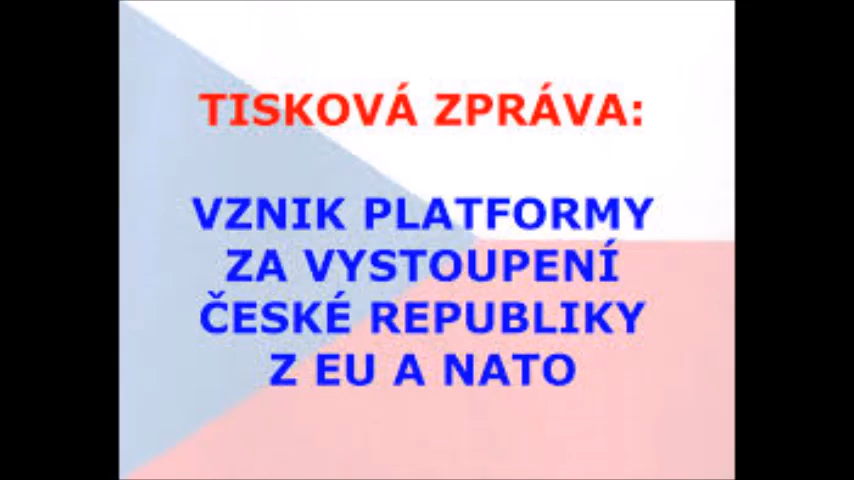 TISKOVÁ ZPRÁVA:
VZNIK PLATFORMY
ZA VYSTOUPENÍ
ČESKÉ REPUBLIKY
Z EU A NATO